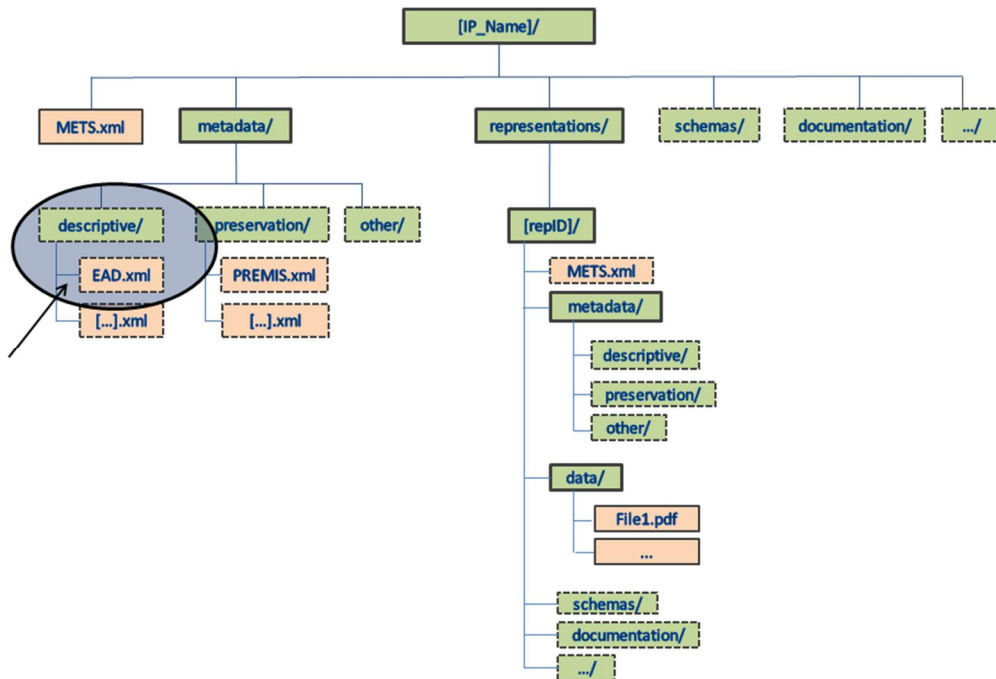 [IP_Name]/
METS.xml
metadata/
representations/
schemas/
documentation/
.../
descriptive/
preservation/
other/
EAD.xml
PREMIS.xml
[...].xml
[...].xml
[repID]/
METS.xml
metadata/
descriptive/
preservation/
other/
data/
File1.pdf
...
schemas/
documentation/
.../